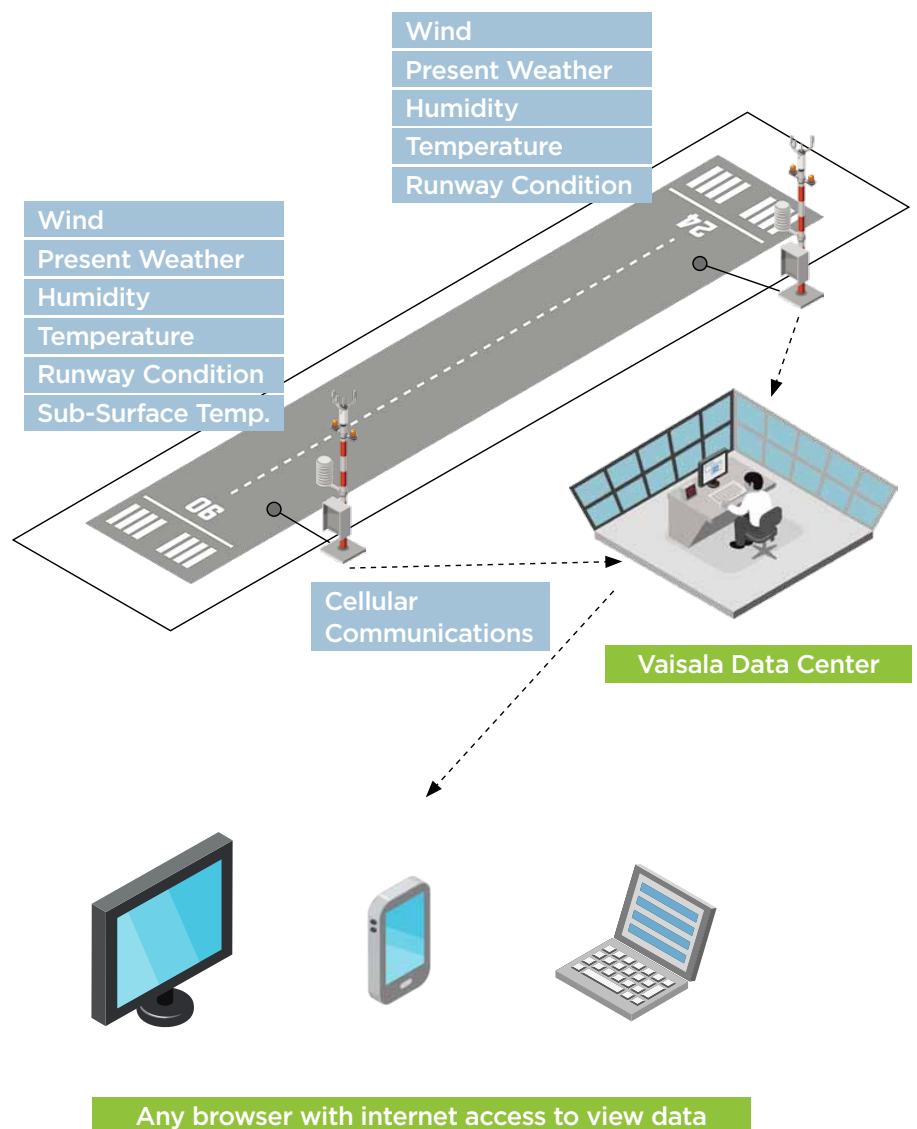 Wind
Present Weather
Humidity
Temperature
Runway Condition
Wind
Present Weather
Humidity
Temperature
Runway Condition
Sub-Surface Temp.
24
06
Cellular
Communications
Vaisala Data Center
Any browser with internet access to view data